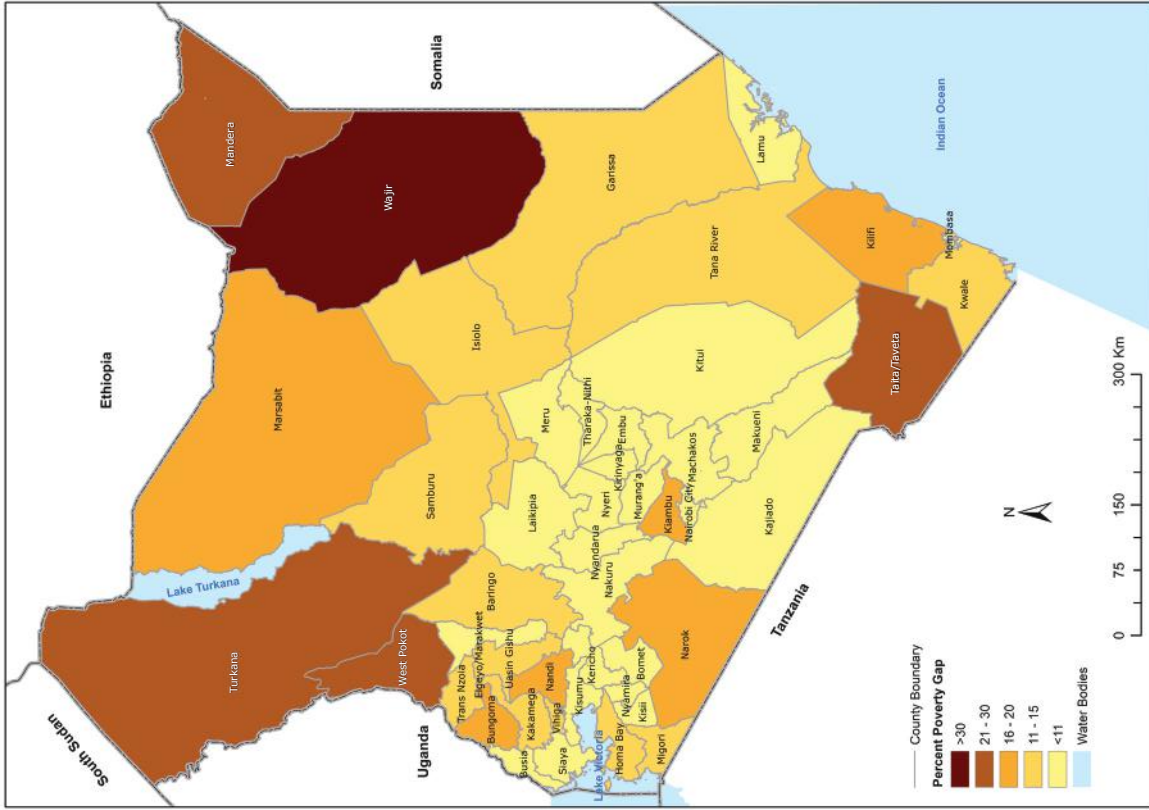 South Sudan
Ethiopia
Somalia
Uganda
Tanzania
Indian Ocean
Lake Turkana
Lake Victoria
Turkana
Marsabit
Mandera
Wajir
West Pokot
Samburu
Isiolo
Garissa
Baringo
Laikipia
Meru
Tharaka-Nithi
Trans Nzoia
Elgeyo/Marakwet
Uasin Gishu
Bungoma
Kakamega
Nandi
Vihiga
Busia
Siaya
Kisumu
Kericho
Nyandarua
Nakuru
Nyeri
Kirinyaga
Embu
Murang'a
Kiambu
Nairobi City
Machakos
Kitui
Tana River
Lamu
Homa Bay
Nyamira
Kisii
Bomet
Migori
Narok
Kajiado
Makueni
Taita/Taveta
Kilifi
Mombasa
Kwale
County Boundary
Percent Poverty Gap
>30
21 - 30
16 - 20
11 - 15
<11
Water Bodies
N
0 75 150 300 Km